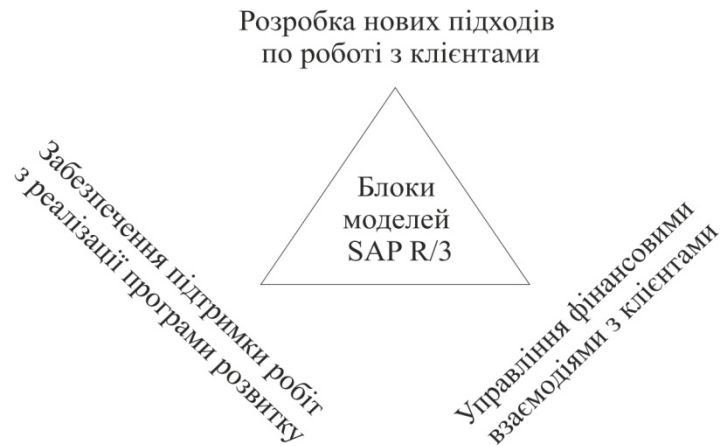 Розробка нових підходів
по роботі з клієнтами
Блоки
моделей
SAP R/3
Забезпечення підтримки робіт
з реалізації програми розвитку
Управління фінансовими
взаємодіями з клієнтами